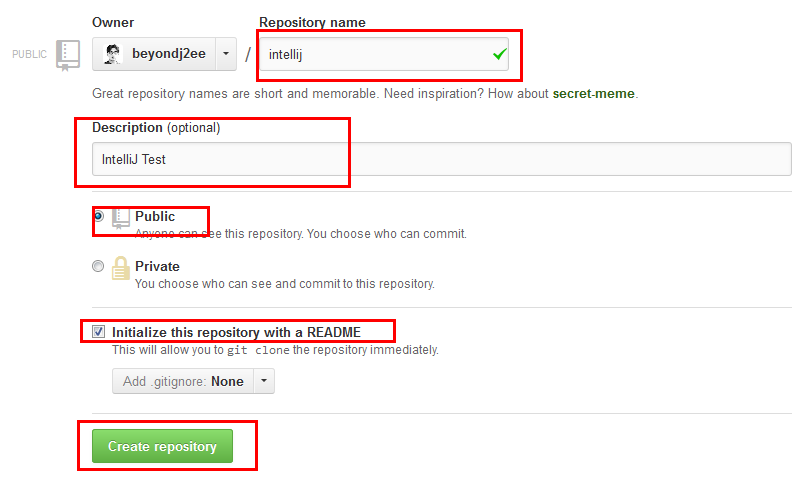 Owner Repository name
PUBLIC beyondj2ee / intellij
Great repository names are short and memorable. Need inspiration? How about secret-meme.
Description (optional)
IntelliJ Test
Public
Anyone can see this repository. You choose who can commit.
Private
You choose who can see and commit to this repository.
Initialize this repository with a README
This will allow you to git clone the repository immediately.
Add .gitignore: None
Create repository